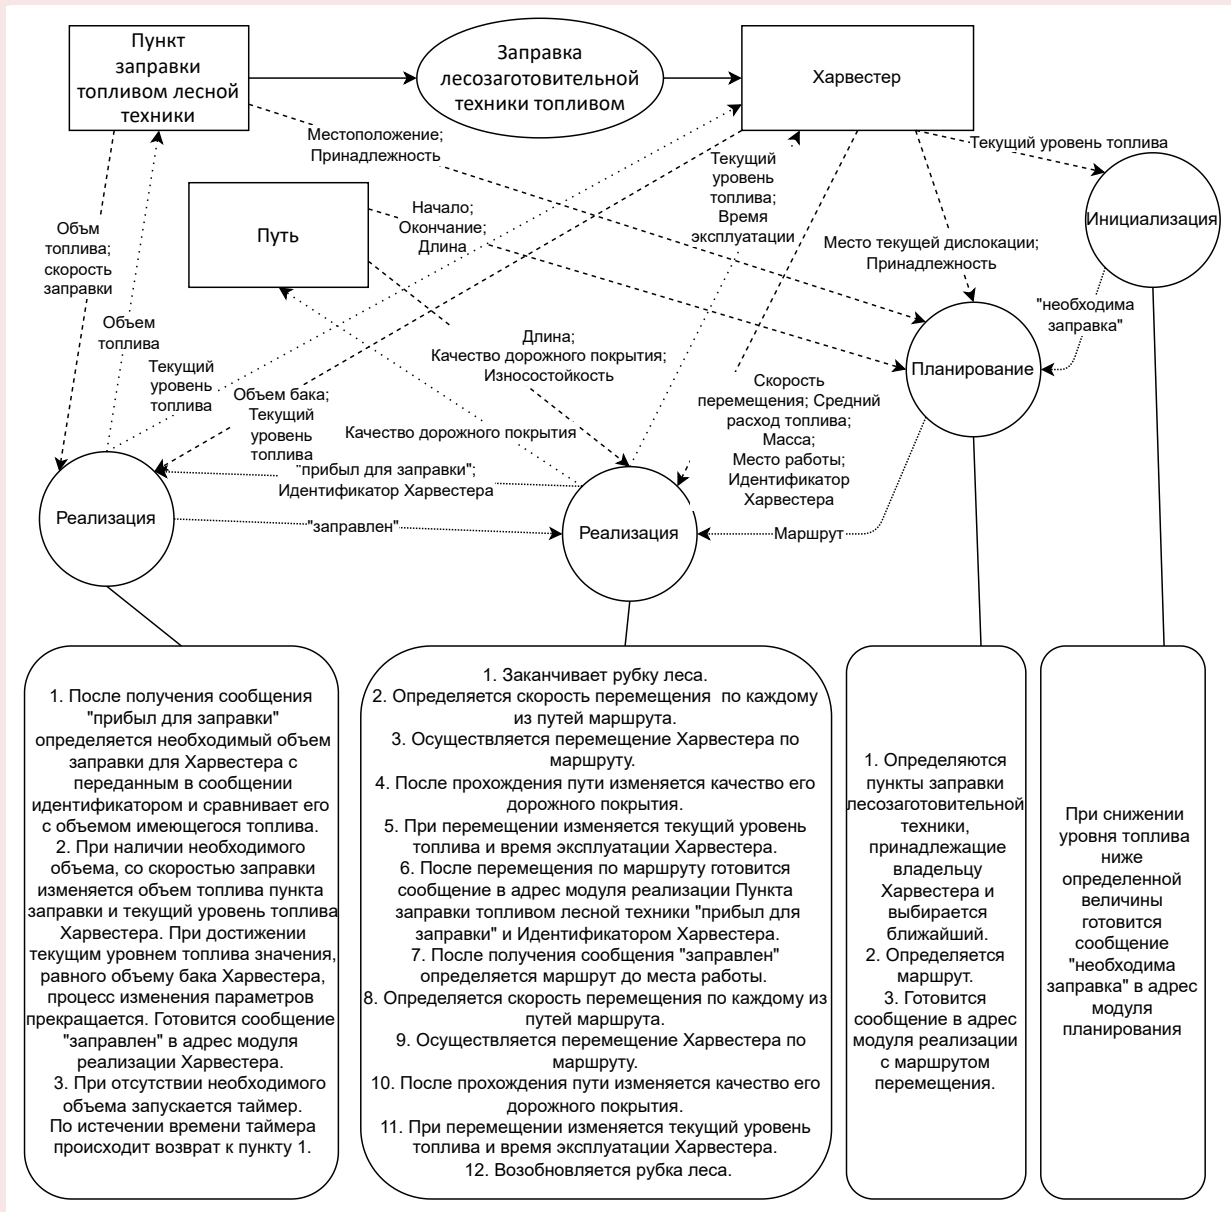 Пункт
заправки
топливом лесной
техники
Заправка
лесозаготовительной
техники топливом
Харвестер
Местоположение;
Принадлежность
Текущий
уровень
топлива;
Время
эксплуатации
Текущий уровень топлива
Путь
Начало;
Окончание;
Длина
Инициализация
Объм
топлива;
скорость
заправки
Место текущей дислокации;
Принадлежность
Объем
топлива
"необходима
заправка"
Длина;
Качество дорожного покрытия;
Износостойкость
Планирование
Текущий
уровень
топлива
Объем бака;
Текущий
уровень
топлива
Скорость
перемещения; Средний
расход топлива;
Масса;
Место работы;
Идентификатор
Харвестера
Качество дорожного покрытия
"прибыл для заправки";
Идентификатор Харвестера
Реализация
"заправлен"
Реализация
Маршрут
1. После получения сообщения
"прибыл для заправки"
определяется необходимый объем
заправки для Харвестера с
переданным в сообщении
идентификатором и сравнивает его
с объемом имеющегося топлива.
2. При наличии необходимого
объема, со скоростью заправки
изменяется объем топлива пункта
заправки и текущий уровень топлива
Харвестера. При достижении
текущим уровнем топлива значения,
равного объему бака Харвестера,
процесс изменения параметров
прекращается. Готовится сообщение
"заправлен" в адрес модуля
реализации Харвестера.
3. При отсутствии необходимого
объема запускается таймер.
По истечении времени таймера
происходит возврат к пункту 1.
1. Заканчивает рубку леса.
2. Определяется скорость перемещения по каждому
из путей маршрута.
3. Осуществляется перемещение Харвестера по
маршруту.
4. После прохождения пути изменяется качество его
дорожного покрытия.
5. При перемещении изменяется текущий уровень
топлива и время эксплуатации Харвестера.
6. После перемещения по маршруту готовится
сообщение в адрес модуля реализации Пункта
заправки топливом лесной техники "прибыл для
заправки" и Идентификатором Харвестера.
7. После получения сообщения "заправлен"
определяется маршрут до места работы.
8. Определяется скорость перемещения по каждому из
путей маршрута.
9. Осуществляется перемещение Харвестера по
маршруту.
10. После прохождения пути изменяется качество его
дорожного покрытия.
11. При перемещении изменяется текущий уровень
топлива и время эксплуатации Харвестера.
12. Возобновляется рубка леса.
1. Определяются
пункты заправки
лесозаготовительной
техники,
принадлежащие
владельцу
Харвестера и
выбирается
ближайший.
2. Определяется
маршрут.
3. Готовится
сообщение в адрес
модуля реализации
с маршрутом
перемещения.
При снижении
уровня топлива
ниже
определенной
величины
готовится
сообщение
"необходима
заправка" в адрес
модуля
планирования